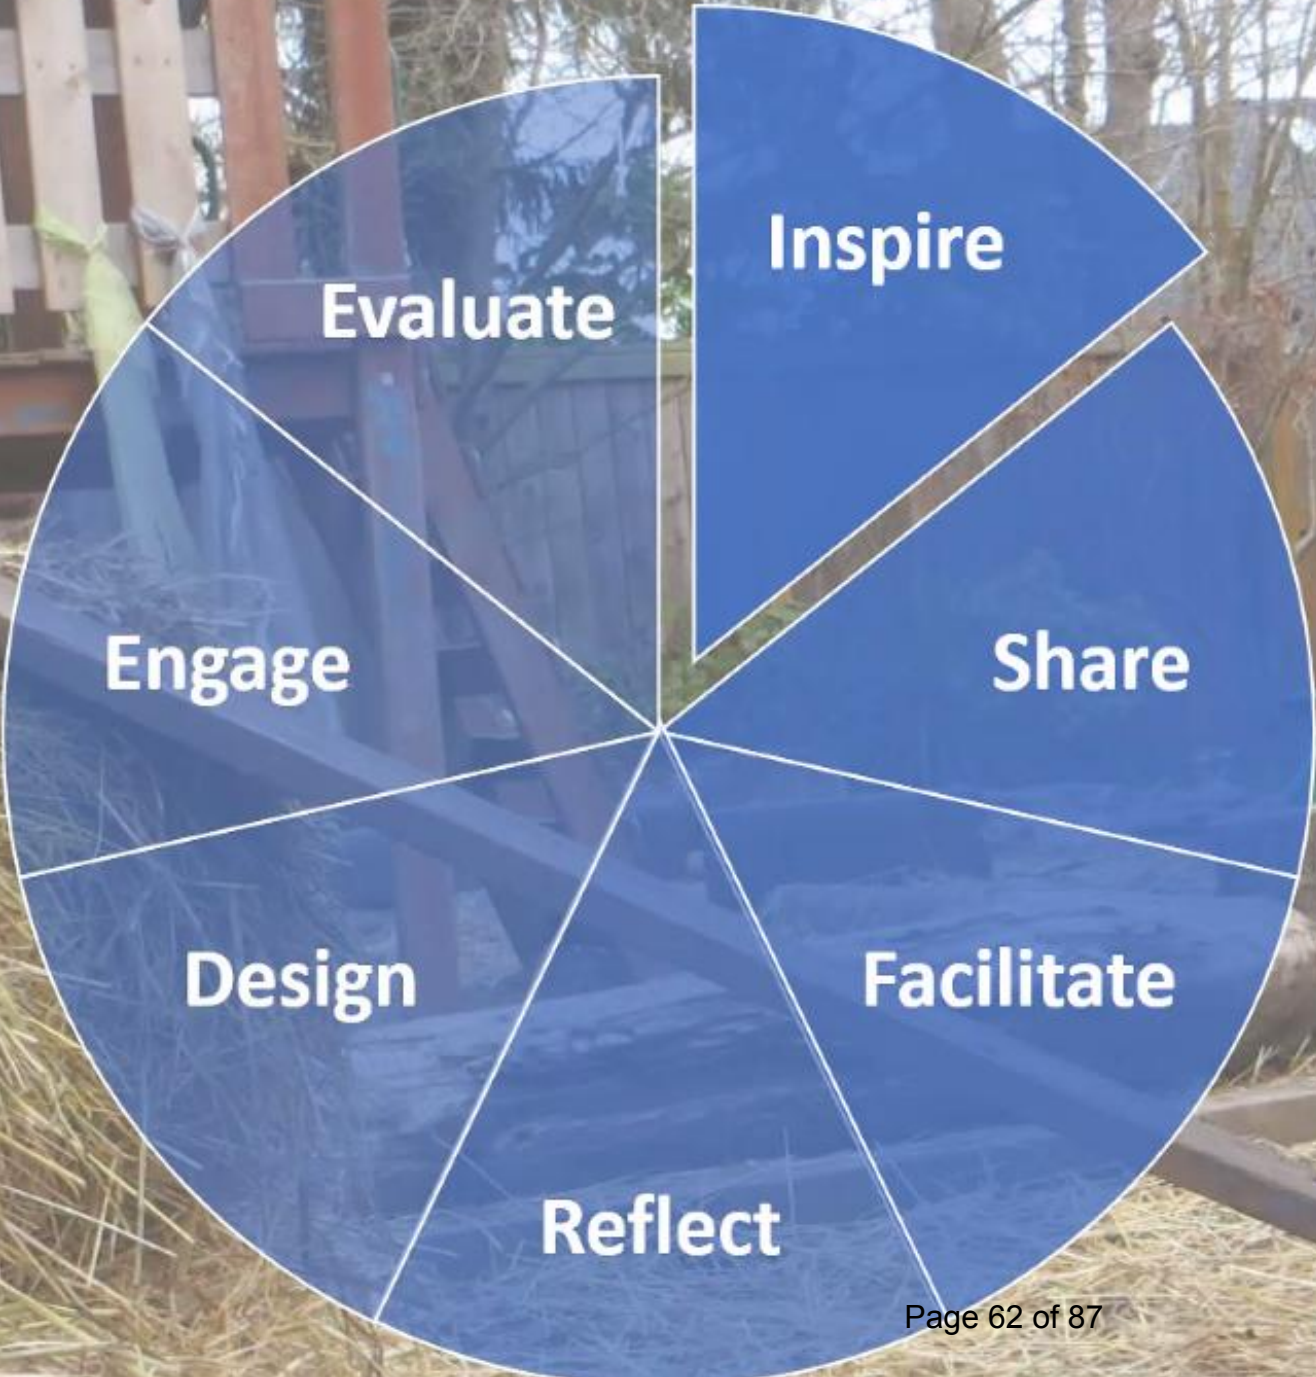 Inspire
Share
Facilitate
Reflect
Design
Engage
Evaluate
Page 62 of 87